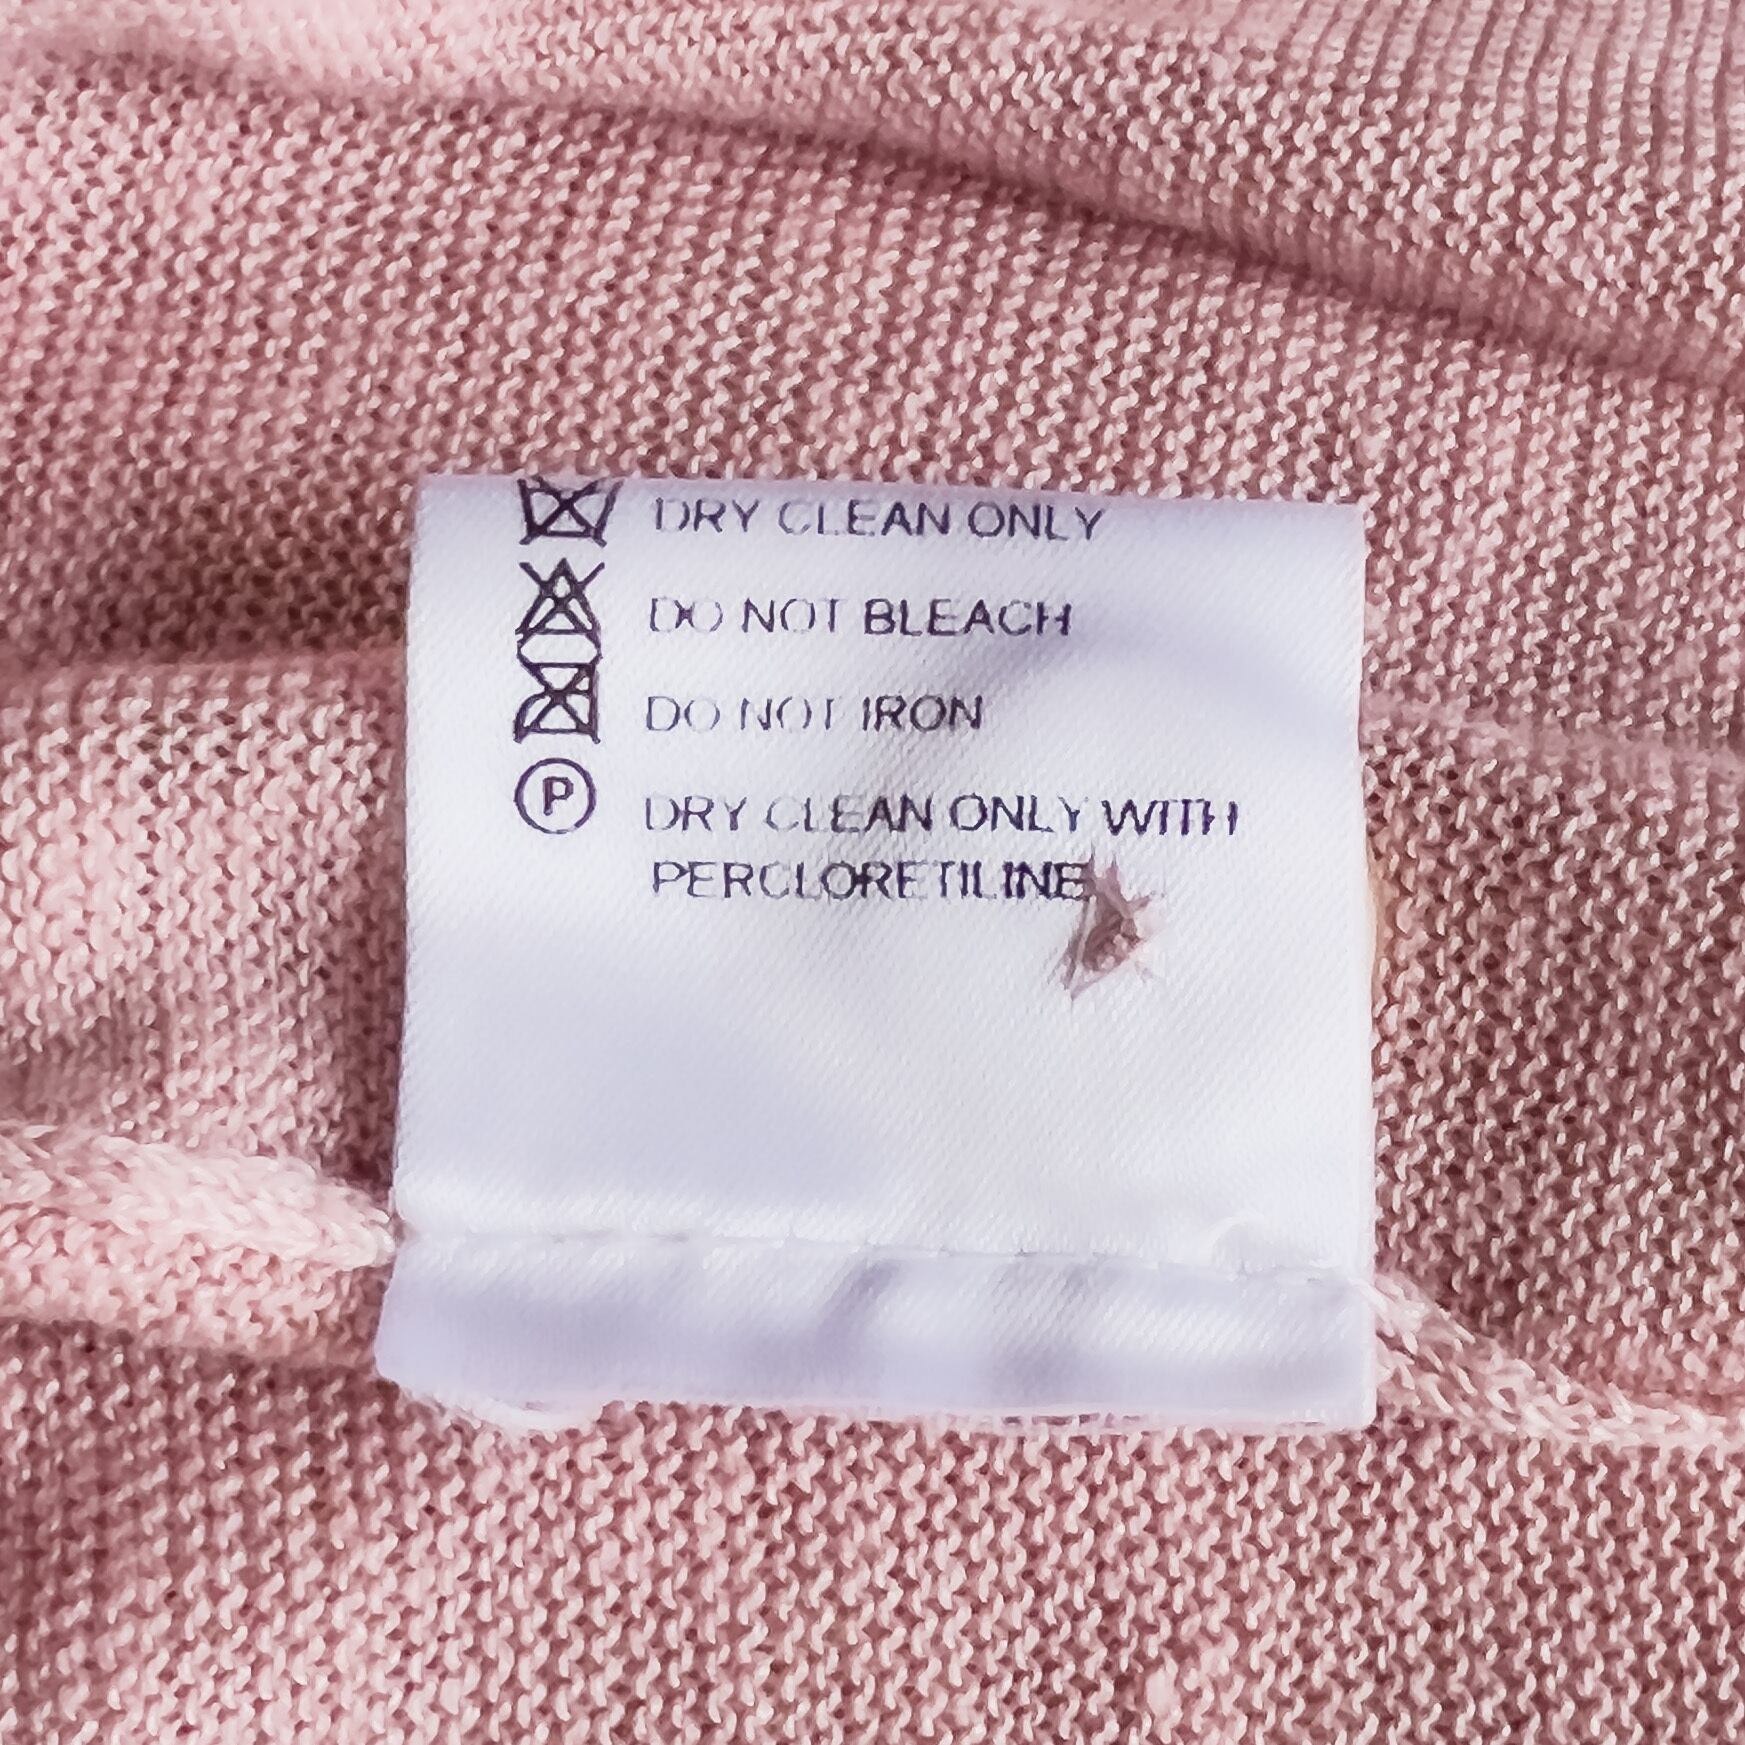 DRY CLEAN ONLY
DO NOT BLEACH
DO NOT IRON
P DRY CLEAN ONLY WITH
PERCLORETILINE